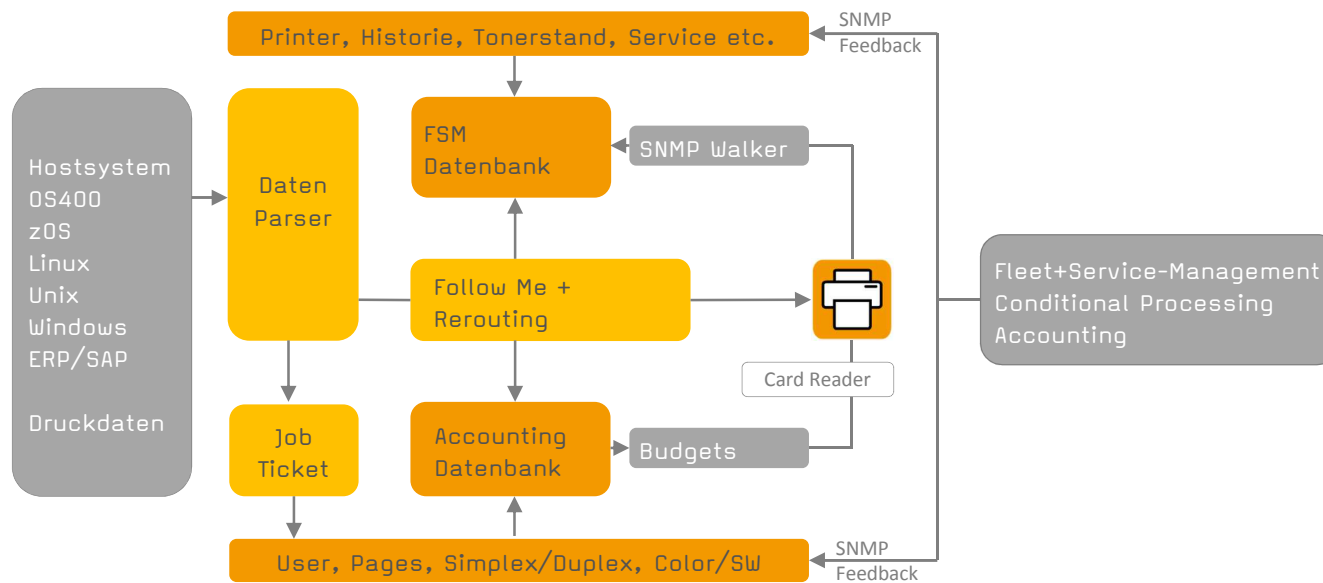 Printer, Historie, Tonerstand, Service etc.
SNMP
Feedback
Hostsystem
OS400
zOS
Linux
Unix
Windows
ERP/SAP
Druckdaten
Daten
Parser
FSM
Datenbank
SNMP Walker
Follow Me +
Rerouting
Fleet+Service-Management
Conditional Processing
Accounting
Card Reader
Job
Ticket
Accounting
Datenbank
Budgets
User, Pages, Simplex/Duplex, Color/SW
SNMP
Feedback